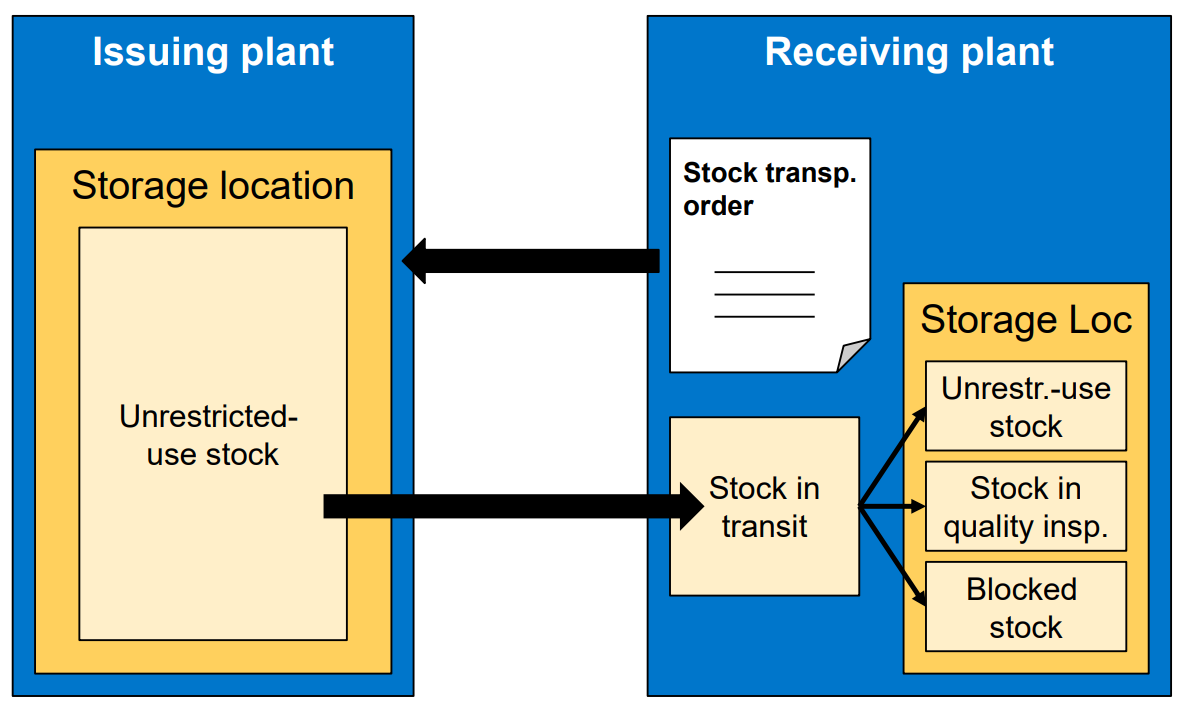 Issuing plant
Storage location
Unrestricted-
use stock
Receiving plant
Stock transp.
order
Stock in
transit
Storage Loc
Unrestr.-use
stock
Stock in
quality insp.
Blocked
stock